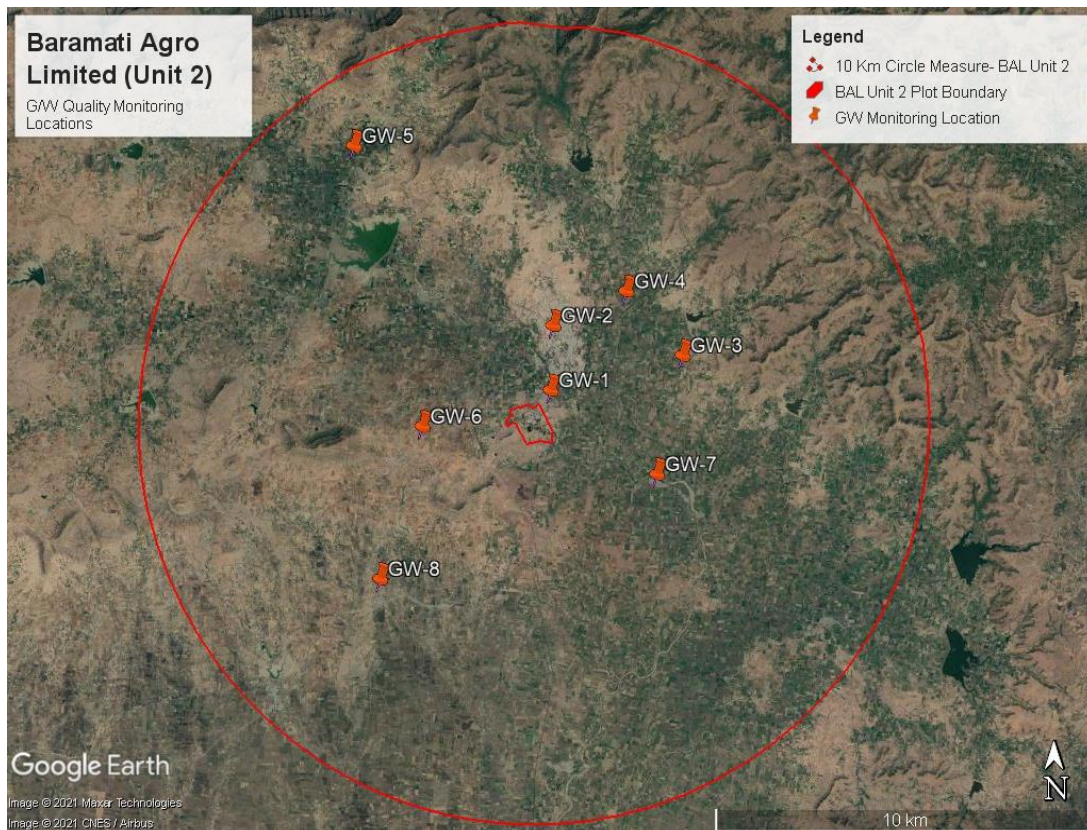 Baramati Agro
Limited (Unit 2)
G/W Quality Monitoring
Locations
Legend
10 Km Circle Measure- BAL Unit 2
BAL Unit 2 Plot Boundary
GW Monitoring Location
GW-5
GW-4
GW-2
GW-3
GW-1
GW-6
GW-7
GW-8
Google Earth
Image © 2021 Maxar Technologies
Image © 2021 CNES / Airbus
N
10 km